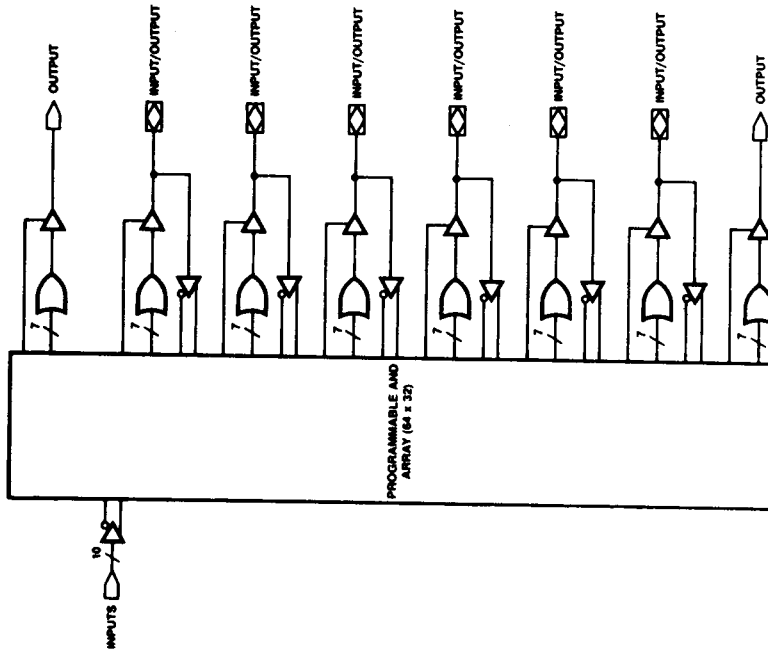 OUTPUT
INPUT/OUTPUT
INPUT/OUTPUT
INPUT/OUTPUT
INPUT/OUTPUT
INPUT/OUTPUT
INPUT/OUTPUT
OUTPUT
7
7
7
7
7
7
7
7
PROGRAMMABLE AND
ARRAY (64 x 32)
10
INPUTS